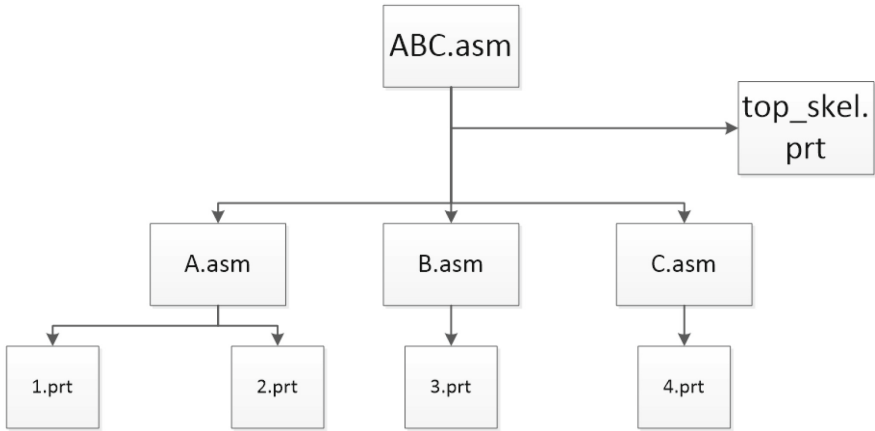 ABC.asm
top_skel.
prt
A.asm
B.asm
C.asm
1.prt
2.prt
3.prt
4.prt